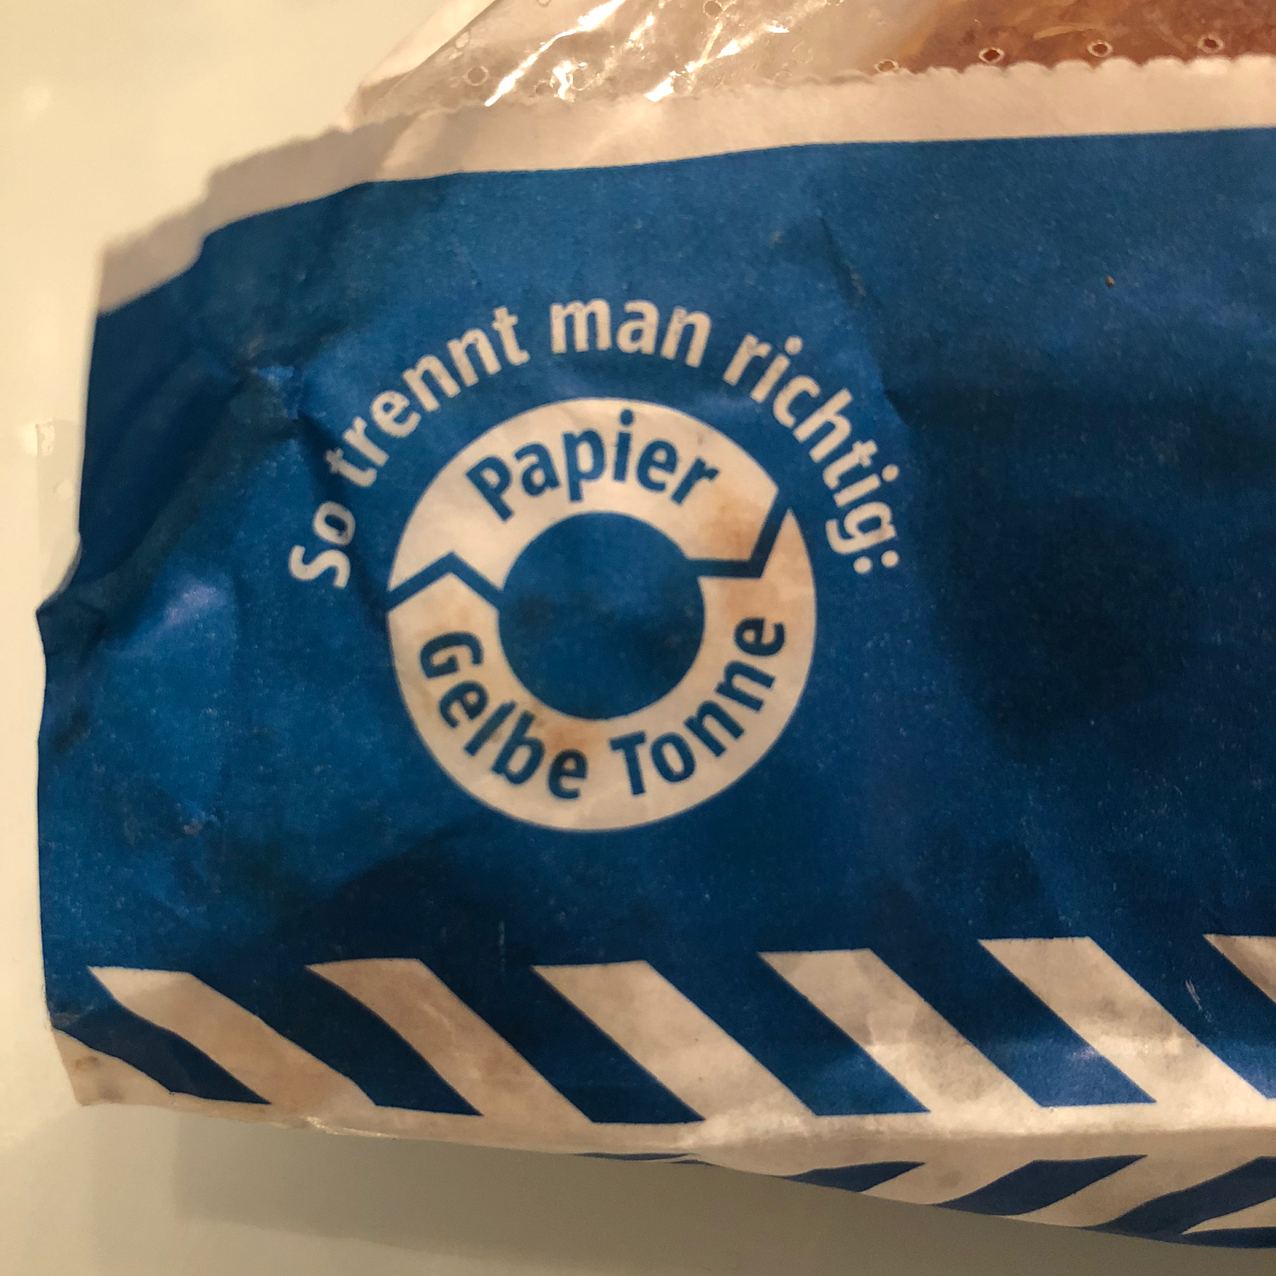 So trennt man richtig:
Papier
Gelbe Tonne